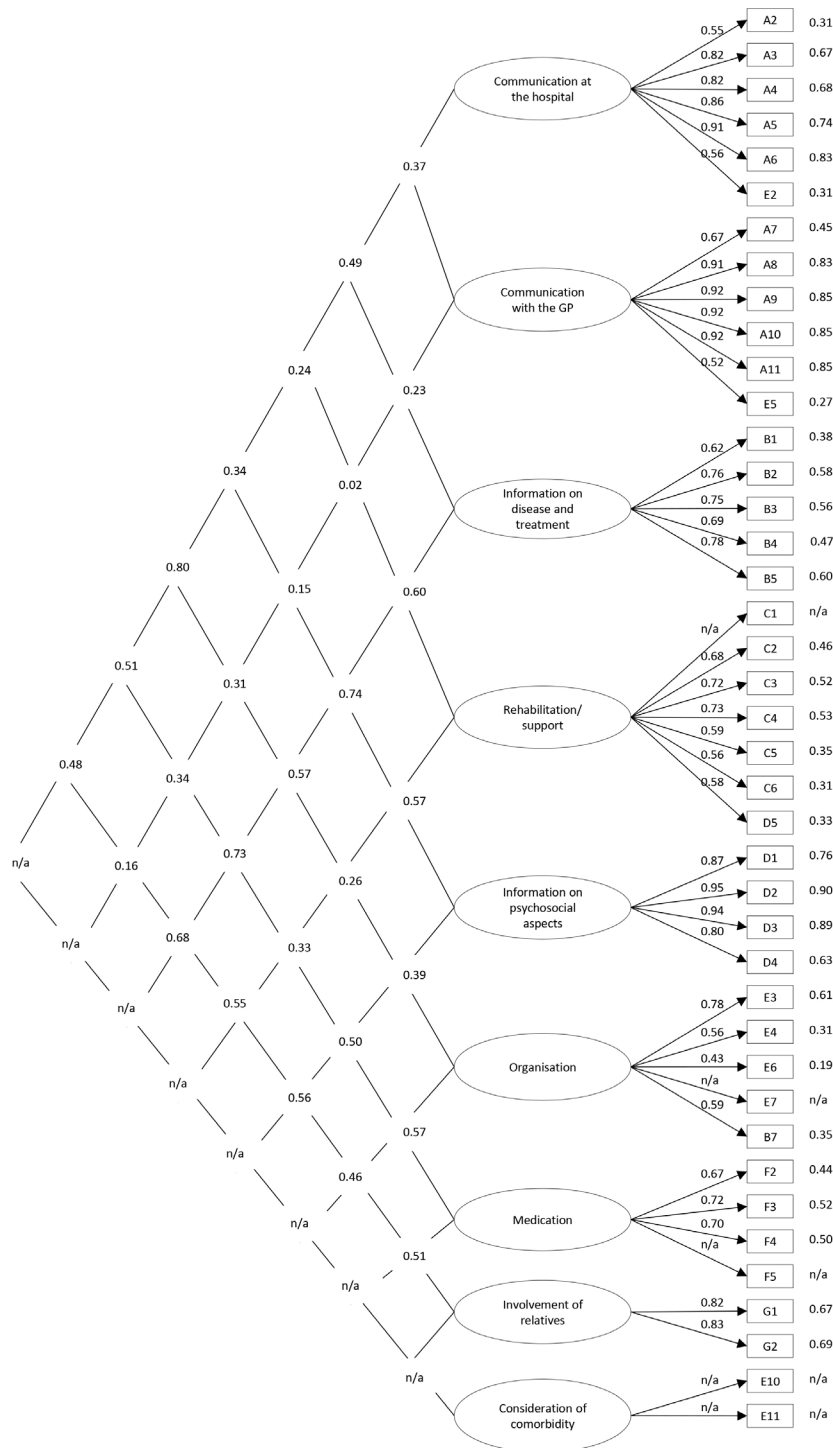 A2 0.31
0.55
A3 0.67
0.82
Communication at
the hospital
0.82
A4 0.68
0.86
A5 0.74
0.91
A6 0.83
0.56
0.37
E2 0.31
A7 0.45
0.67
0.49
A8 0.83
0.91
Communication
with the GP
0.92
A9 0.85
0.92
A10 0.85
0.92
A11 0.85
0.24
0.23
0.52
E5 0.27
B1 0.38
0.62
0.34
0.02
B2 0.58
0.76
Information on
disease and
treatment
0.75
B3 0.56
0.69
B4 0.47
0.78
B5 0.60
0.80
0.15
0.60
C1 n/a
n/a
C2 0.46
0.68
0.51
0.31
0.74
C3 0.52
0.72
Rehabilitation/
support
0.73
C4 0.53
0.59
C5 0.35
0.56
C6 0.31
0.58
D5 0.33
0.48
0.34
0.57
0.57
D1 0.76
0.87
n/a
0.16
0.73
0.26
D2 0.90
0.95
Information on
psychosocial
aspects
0.94
D3 0.89
0.80
D4 0.63
n/a
0.68
0.33
0.39
E3 0.61
0.78
n/a
0.55
0.50
E4 0.31
0.56
Organisation
0.43
E6 0.19
n/a
E7 n/a
0.59
B7 0.35
n/a
0.56
0.57
F2 0.44
0.67
n/a
0.46
F3 0.52
0.72
Medication
0.70
F4 0.50
n/a
F5 n/a
n/a
0.51
0.82
G1 0.67
Involvement of
relatives
0.83
G2 0.69
n/a
n/a
E10 n/a
n/a
0.51
Consideration of
comorbidity
n/a
E11 n/a